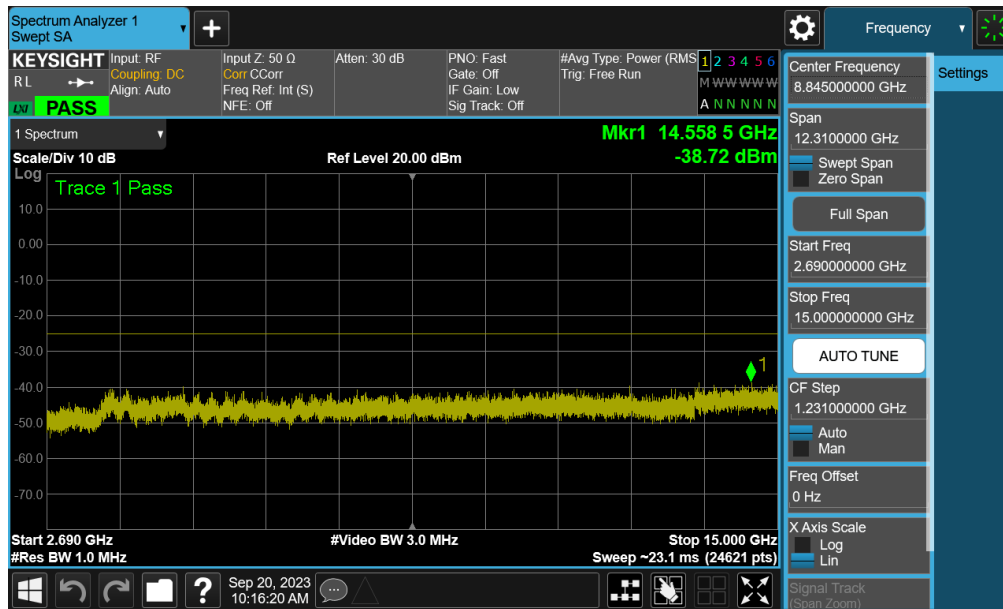 Spectrum Analyzer 1
Swept SA
Frequency
KEYSIGHT
R L
LXI PASS
Input: RF
Coupling: DC
Align: Auto
Input Z: 50 Ω
Corr CCorr
Freq Ref: Int (S)
NFE: Off
Atten: 30 dB
PNO: Fast
Gate: Off
IF Gain: Low
Sig Track: Off
#Avg Type: Power (RMS
Trig: Free Run
1 2 3 4 5 6
M W W W W W
A N N N N N
1 Spectrum
Scale/Div 10 dB
Ref Level 20.00 dBm
Mkr1 14.558 5 GHz
-38.72 dBm
Log
Trace 1 Pass
10.0
0.00
-10.0
-20.0
-30.0
-40.0
-50.0
-60.0
-70.0
1
Start 2.690 GHz
#Video BW 3.0 MHz
Stop 15.000 GHz
#Res BW 1.0 MHz
Sweep ~23.1 ms (24621 pts)
?
Sep 20, 2023
10:16:20 AM
Center Frequency
8.845000000 GHz
Span
12.3100000 GHz
Swept Span
Zero Span
Full Span
Start Freq
2.690000000 GHz
Stop Freq
15.000000000 GHz
AUTO TUNE
CF Step
1.231000000 GHz
Auto
Man
Freq Offset
0 Hz
X Axis Scale
Log
Lin
Signal Track
(Span Zoom)
Settings